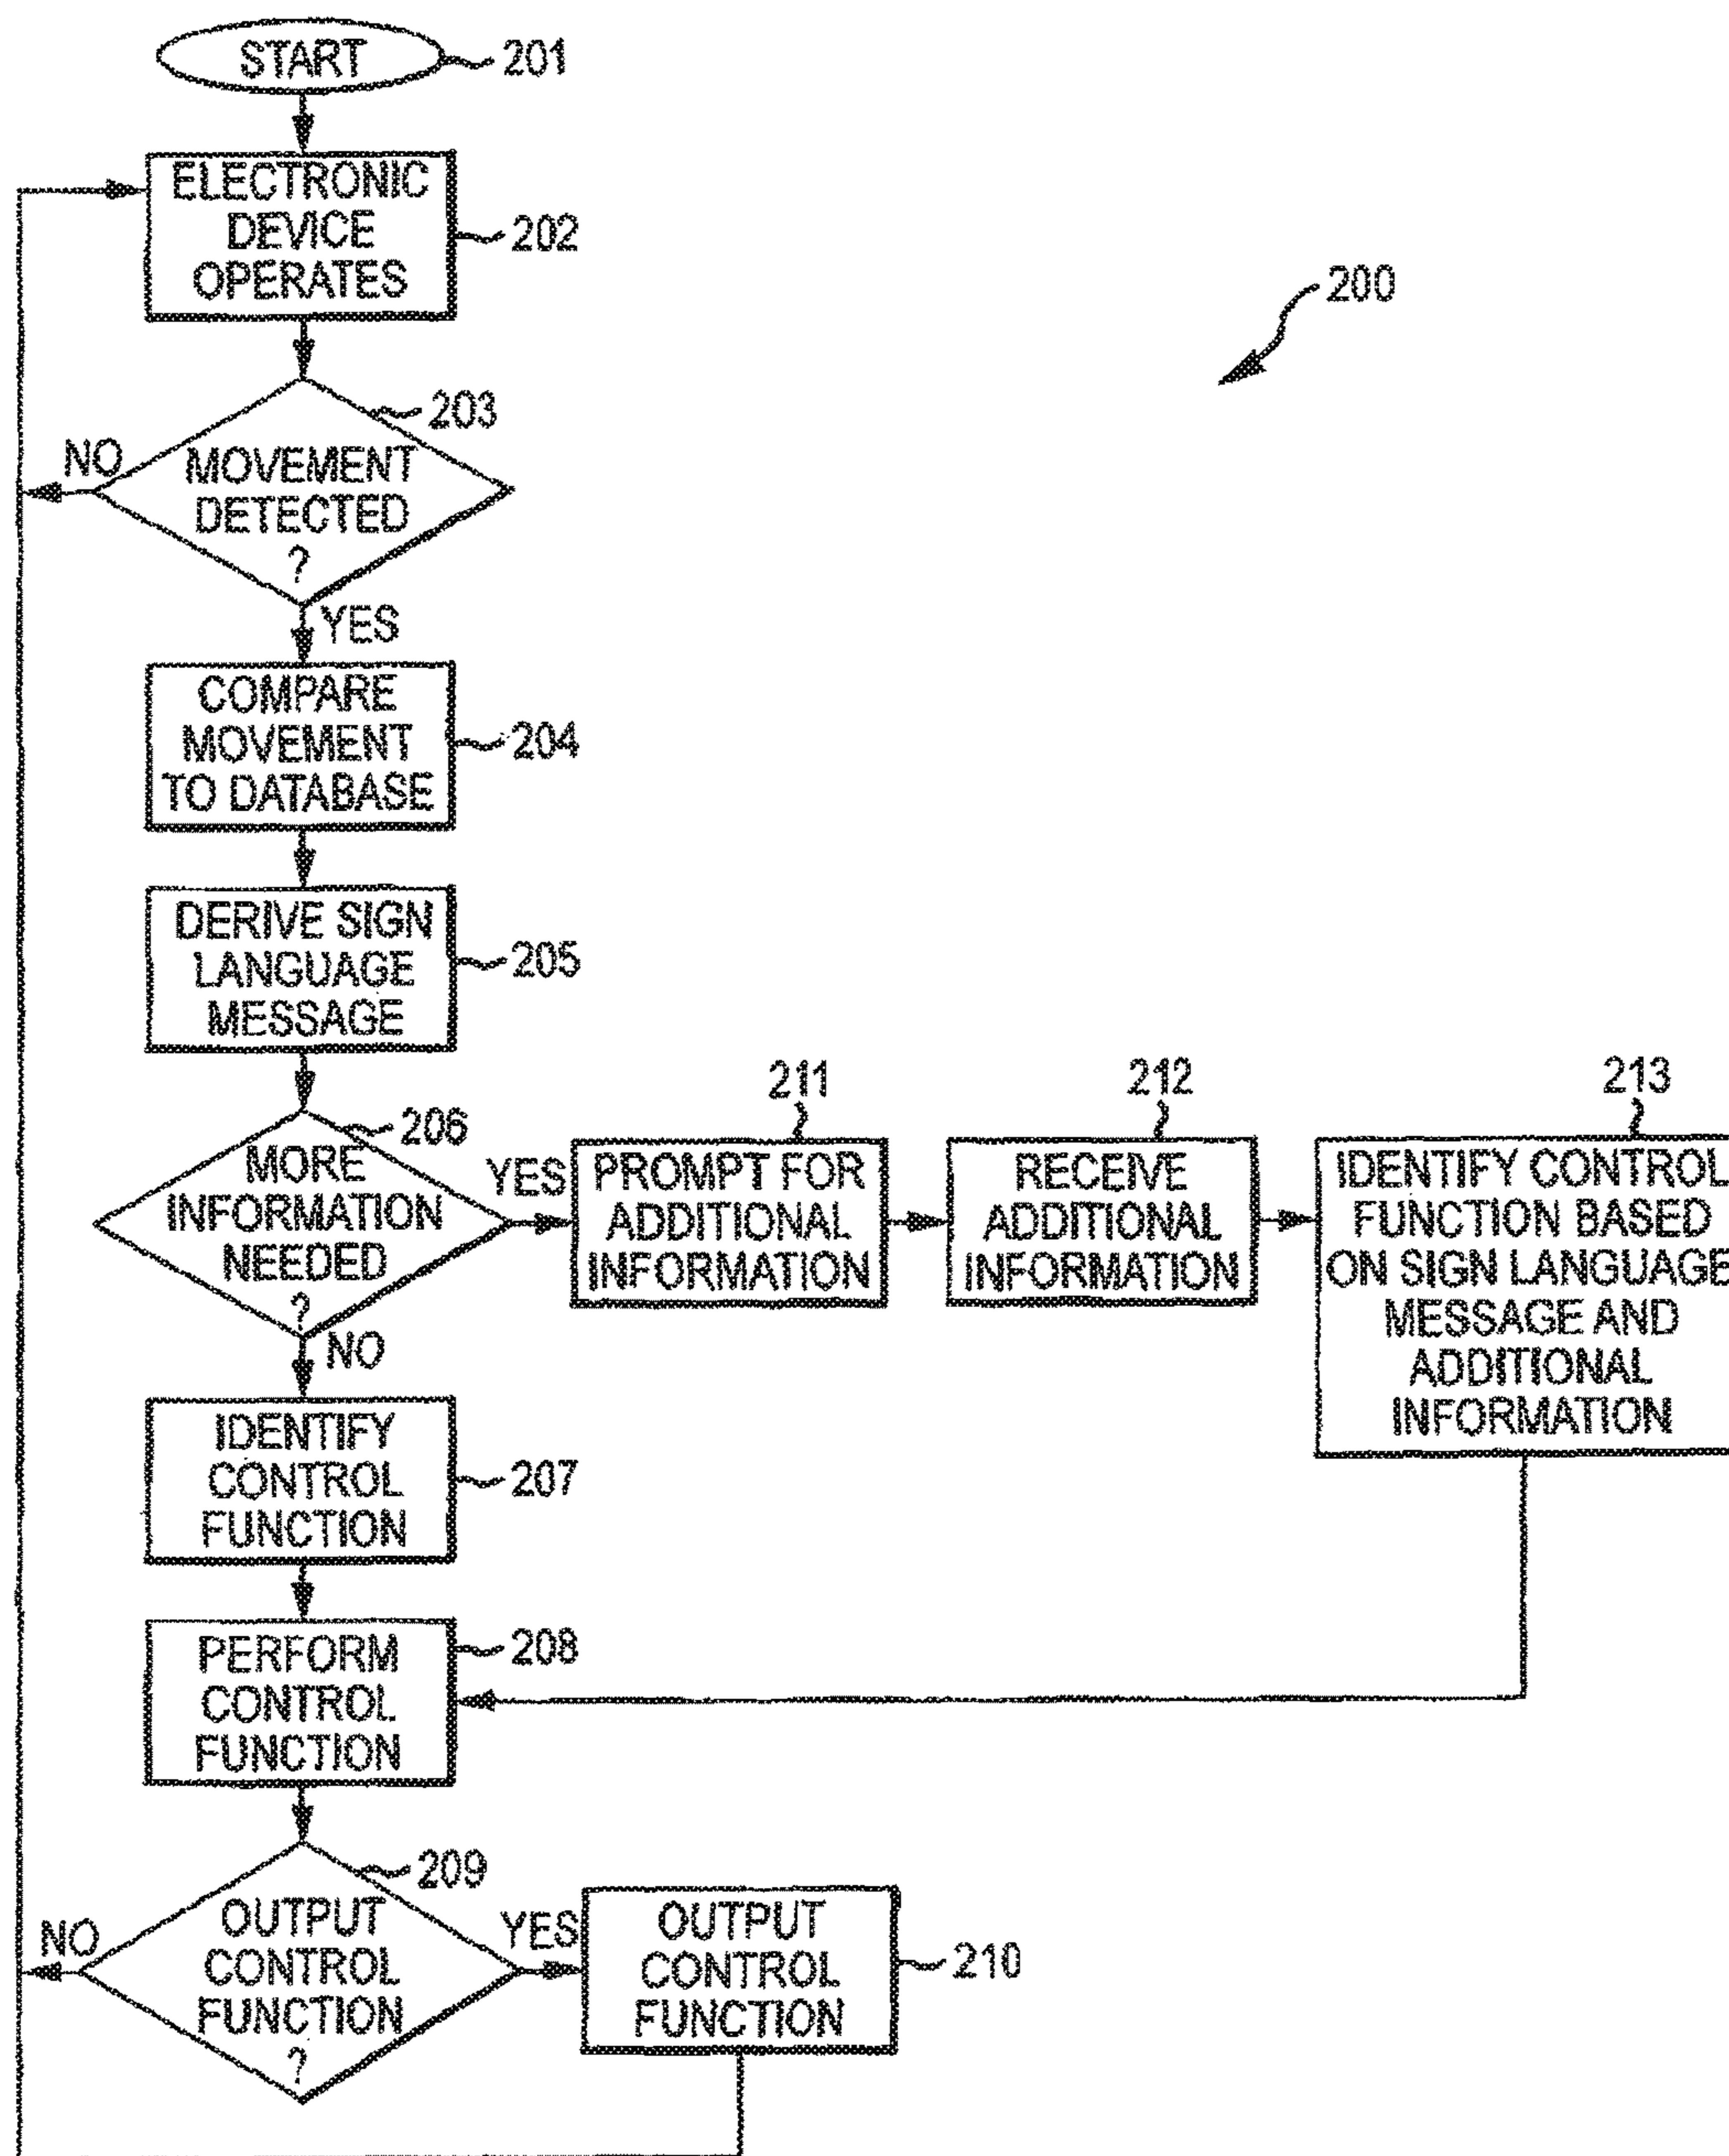 START
201
ELECTRONIC
DEVICE
OPERATES
202
200
203
NO
MOVEMENT
DETECTED
?
YES
COMPARE
MOVEMENT
TO DATABASE
204
DERIVE SIGN
LANGUAGE
MESSAGE
205
206
MORE
INFORMATION
NEEDED
?
YES
NO
211
PROMPT FOR
ADDITIONAL
INFORMATION
212
RECEIVE
ADDITIONAL
INFORMATION
213
IDENTIFY CONTROL
FUNCTION BASED
ON SIGN LANGUAGE
MESSAGE AND
ADDITIONAL
INFORMATION
IDENTIFY
CONTROL
FUNCTION
207
PERFORM
CONTROL
FUNCTION
208
209
NO
OUTPUT
CONTROL
FUNCTION
?
YES
OUTPUT
CONTROL
FUNCTION
210